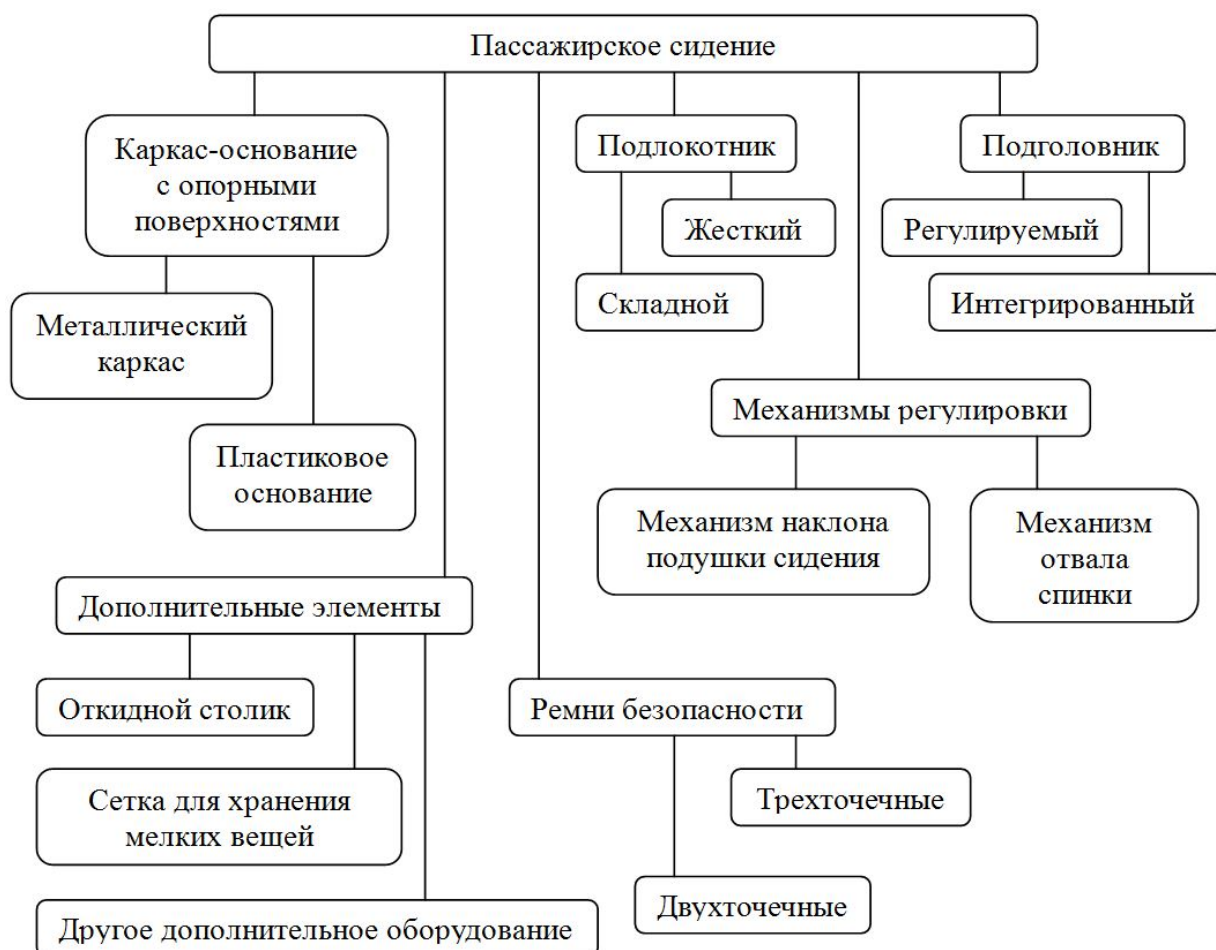 Пассажирское сидение
Каркас-основание
с опорными
поверхностями
Подлокотник
Подголовник
Жесткий
Регулируемый
Складной
Интегрированный
Металлический
каркас
Механизмы регулировки
Пластиковое
основание
Механизм наклона
подушки сидения
Механизм
отвала
спинки
Дополнительные элементы
Откидной столик
Ремни безопасности
Сетка для хранения
мелких вещей
Трехточечные
Двухточечные
Другое дополнительное оборудование